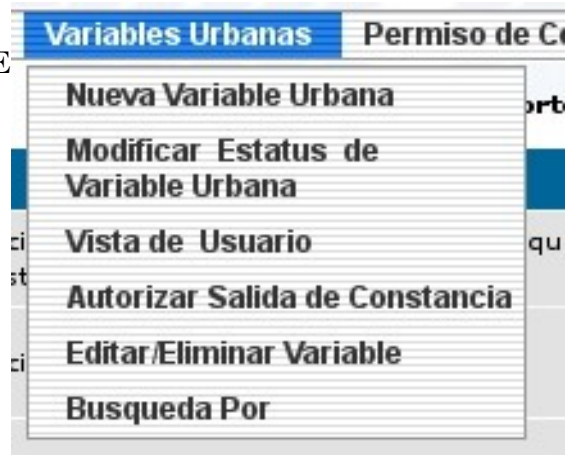 Variables Urbanas Permiso de
E
Nueva Variable Urbana
Modificar Estatus de
Variable Urbana
Vista de Usuario qu
Autorizar Salida de Constancia
Editar/Eliminar Variable
Busqueda Por